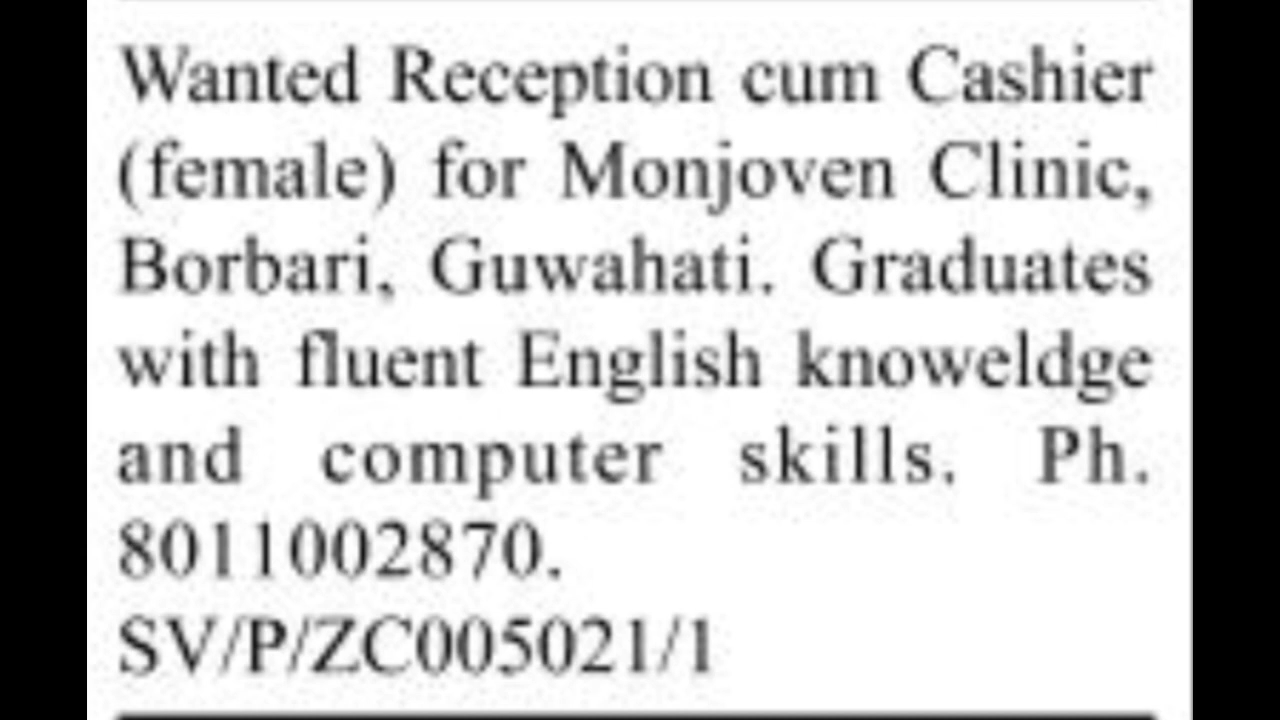 Wanted Reception cum Cashier
(female) for Monjoven Clinic,
Borbari, Guwahati. Graduates
with fluent English knoweldge
and computer skills. Ph.
8011002870.
SV/P/ZC005021/1